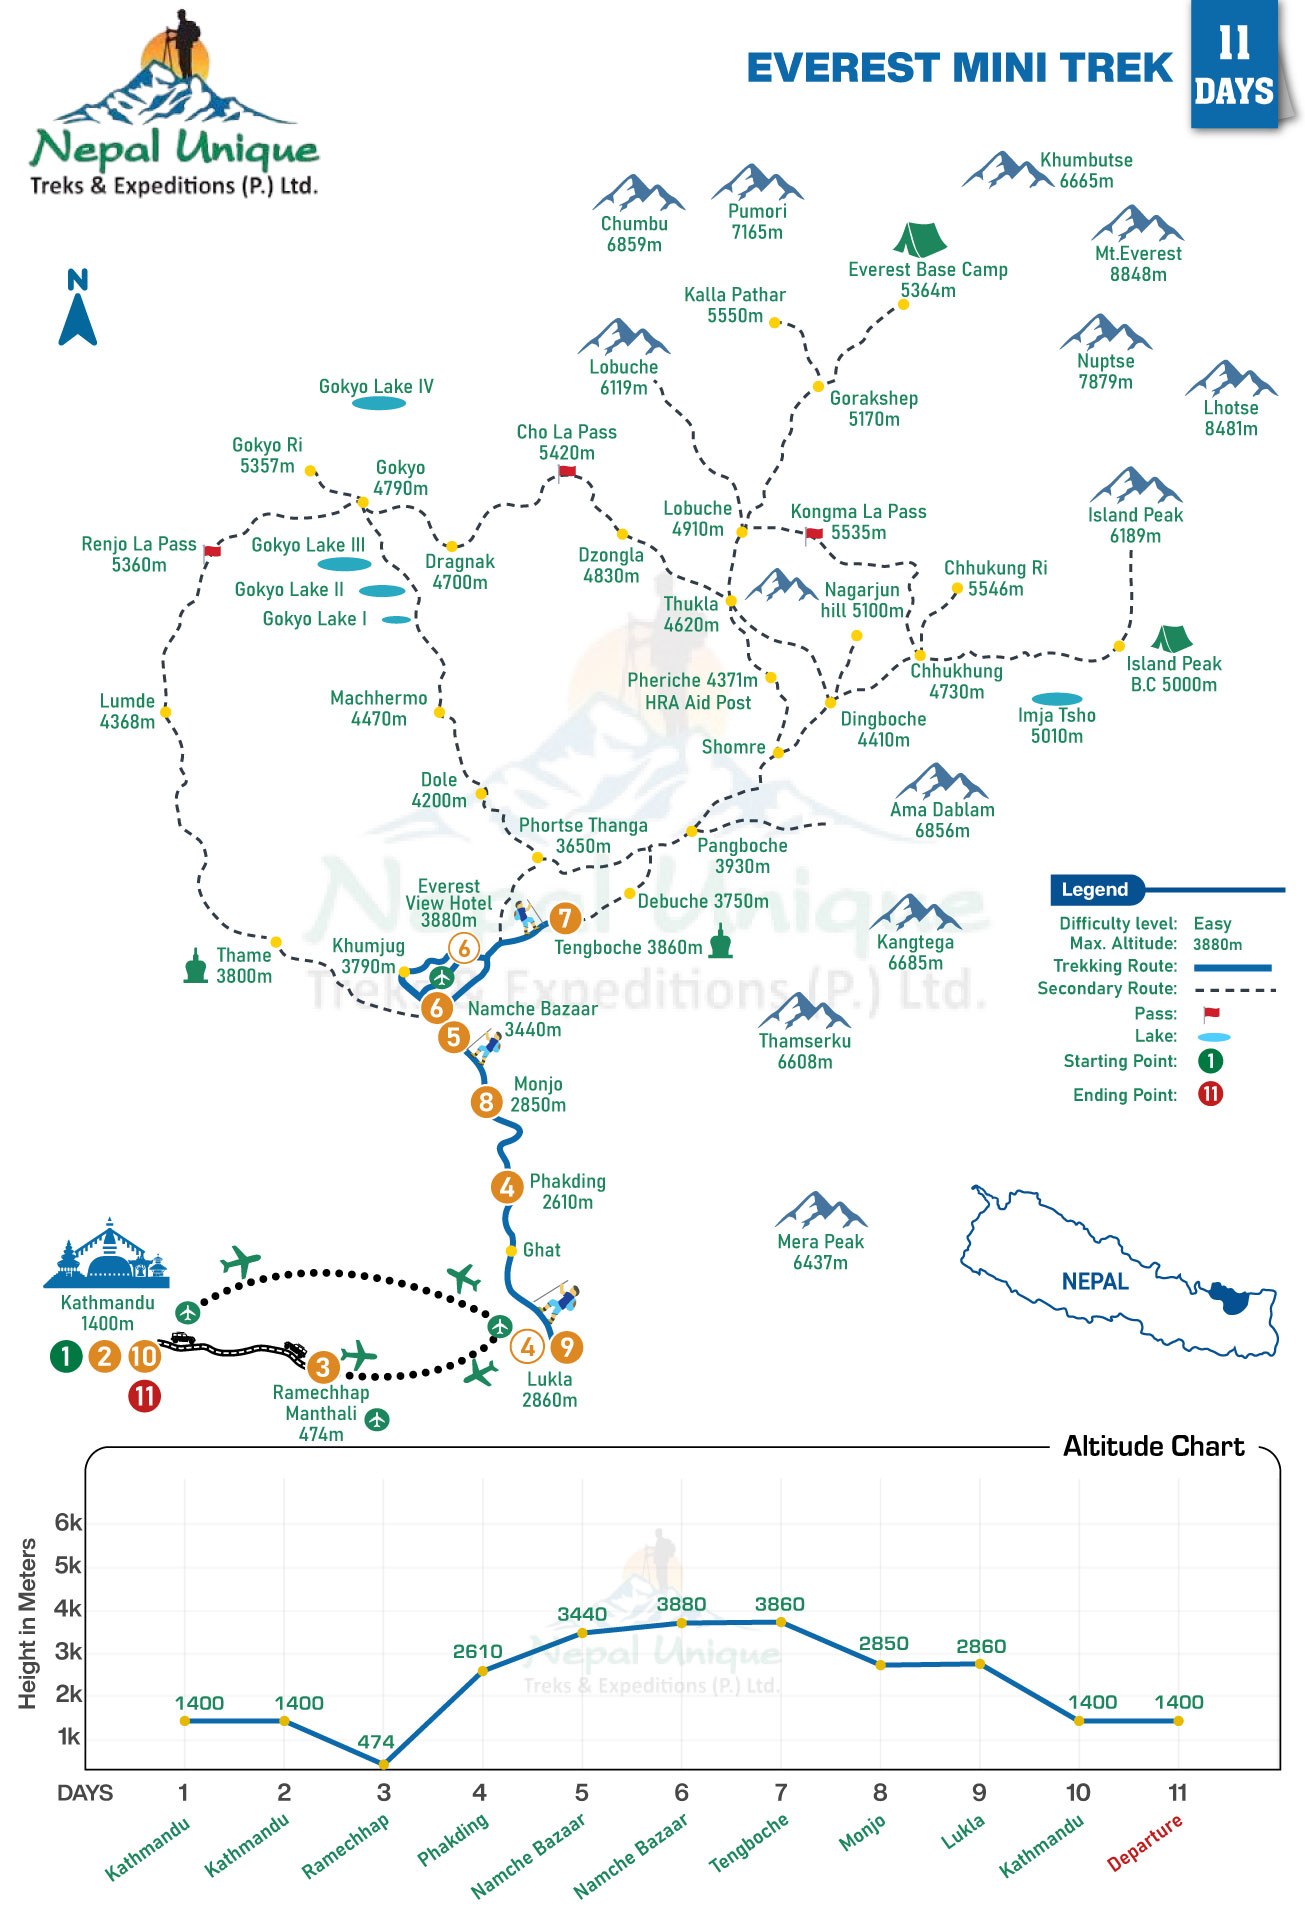 Nepal Unique
Treks & Expeditions (P.) Ltd.
EVEREST MINI TREK
11
DAYS
N
Khumbutse
6665m
Chumbu
6859m
Pumori
7165m
Mt.Everest
8848m
Everest Base Camp
5364m
Kalla Pathar
5550m
Lobuche
6119m
Nuptse
7879m
Lhotse
8481m
Gorakshep
5170m
Gokyo Lake IV
Gokyo Ri
5357m
Gokyo
4790m
Cho La Pass
5420m
Lobuche
4910m
Kongma La Pass
5535m
Island Peak
6189m
Renjo La Pass
5360m
Gokyo Lake III
Gokyo Lake II
Gokyo Lake I
Dragnak
4700m
Dzongla
4830m
Thukla
4620m
Nagarjun
hill 5100m
Chhukung Ri
5546m
Pheriche 4371m
HRA Aid Post
Chhukhung
4730m
Island Peak
B.C 5000m
Imja Tsho
5010m
Lumde
4368m
Machhermo
4470m
Dingboche
4410m
Shomre
Dole
4200m
Ama Dablam
6856m
Phortse Thanga
3650m
Pangboche
3930m
Everest
View Hotel
3880m
Debuche 3750m
7
Tengboche 3860m
Kangtega
6685m
Thame
3800m
Khumjug
3790m
6
6
5
Namche Bazaar
3440m
Nepal Unique
Treks & Expeditions (P.) Ltd.
Thamserku
6608m
Legend
Difficulty level: Easy
Max. Altitude: 3880m
Trekking Route:
Secondary Route:
Pass:
Lake:
Starting Point: 1
Ending Point: 11
8
Monjo
2850m
4
Phakding
2610m
Ghat
Mera Peak
6437m
NEPAL
Kathmandu
1400m
1 2 10
11
3
Ramechhap
Manthali
474m
4 9
Lukla
2860m
Altitude Chart
Height in Meters
6k
5k
4k
3k
2k
1k
1400
1400
474
2610
3440
3880
3860
2850
2860
1400
1400
Nepal Unique
Treks & Expeditions (P.) Ltd.
DAYS 1 2 3 4 5 6 7 8 9 10 11
Kathmandu
Kathmandu
Ramechhap
Phakding
Namche Bazaar
Namche Bazaar
Tengboche
Monjo
Lukla
Kathmandu
Departure